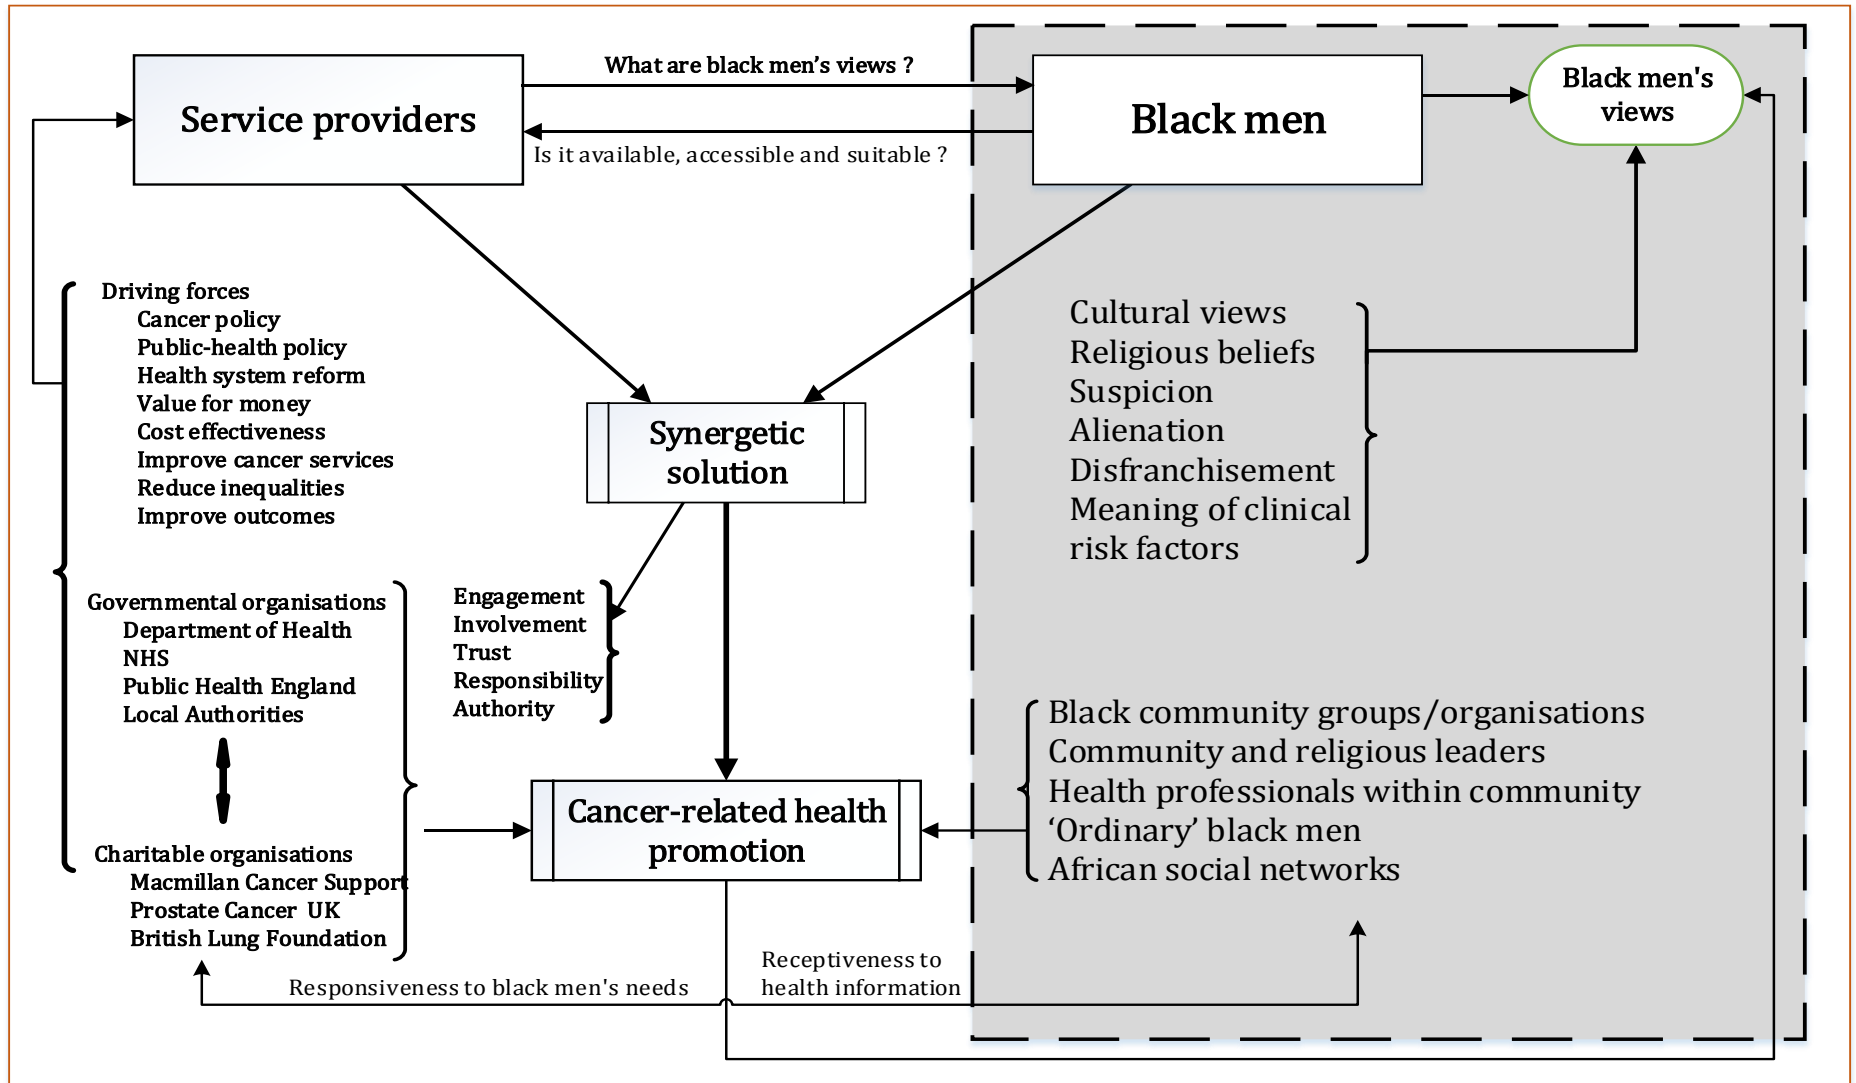 What are black men’s views ?
Service providers
Is it available, accessible and suitable ?
Black men
Black men's
views
Driving forces
Cancer policy
Public-health policy
Health system reform
Value for money
Cost effectiveness
Improve cancer services
Reduce inequalities
Improve outcomes
Governmental organisations
Department of Health
NHS
Public Health England
Local Authorities
Charitable organisations
Macmillan Cancer Support
Prostate Cancer UK
British Lung Foundation
Synergetic
solution
Engagement
Involvement
Trust
Responsibility
Authority
Cancer-related health
promotion
Cultural views
Religious beliefs
Suspicion
Alienation
Disfranchisement
Meaning of clinical
risk factors
Black community groups/organisations
Community and religious leaders
Health professionals within community
‘Ordinary’ black men
African social networks
Responsiveness to black men's needs
Receptiveness to
health information